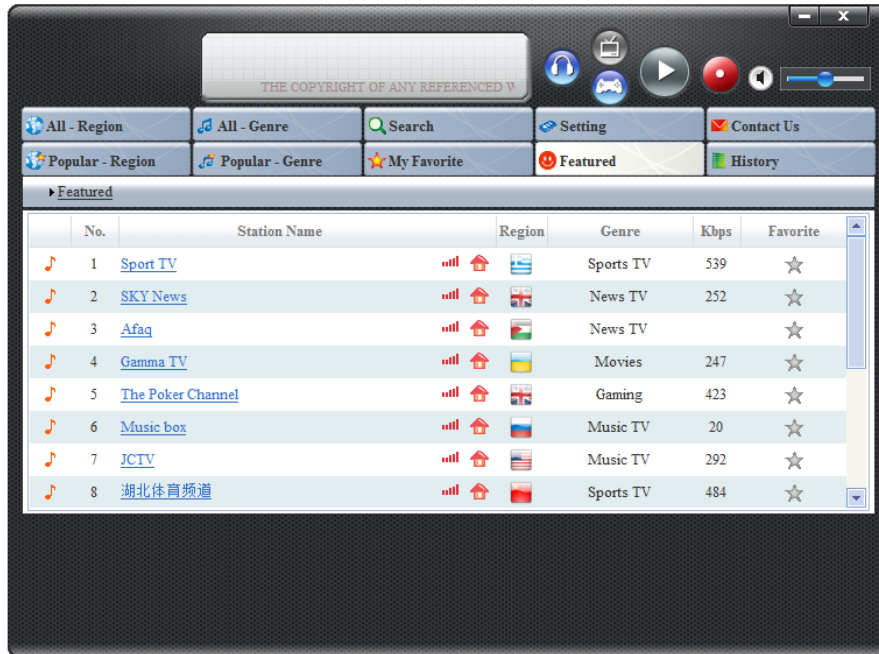 x
THE COPYRIGHT OF ANY REFERENCED W
All - Region All - Genre Search Setting Contact Us
Popular - Region Popular - Genre My Favorite Featured History
Featured
No. Station Name Region Genre Kbps Favorite
1 Sport TV Sports TV 539
2 SKY News News TV 252
3 Afaq News TV
4 Gamma TV Movies 247
5 The Poker Channel Gaming 423
6 Music box Music TV 20
7 JCTV Music TV 292
8 湖北体育频道 Sports TV 484